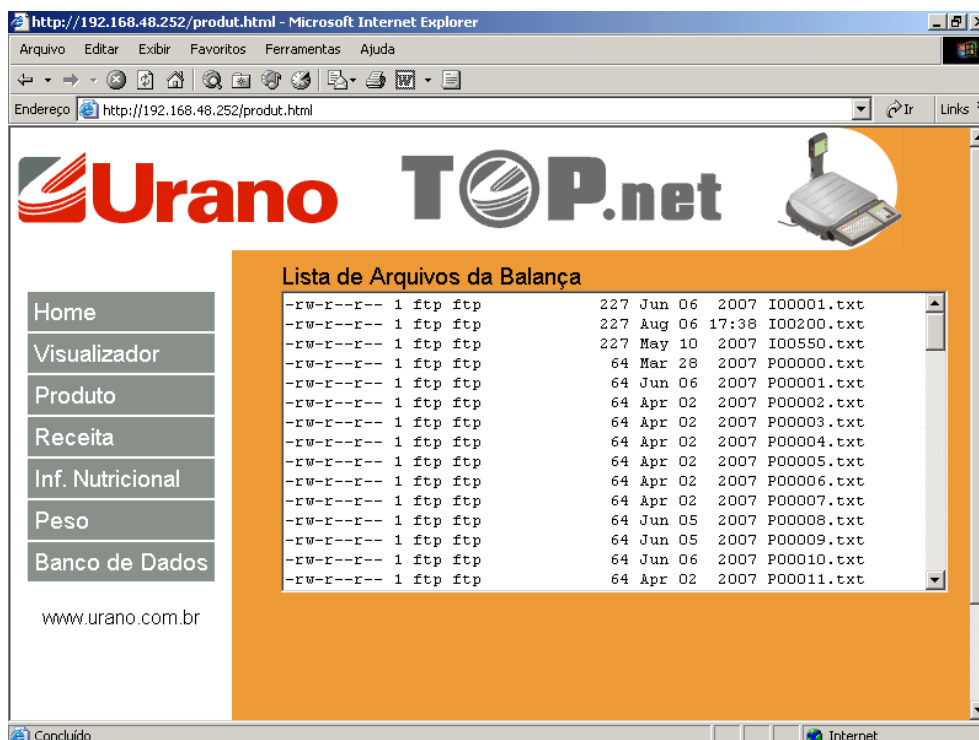 http://192.168.48.252/produt.html - Microsoft Internet Explorer
Arquivo Editar Exibir Favoritos Ferramentas Ajuda
Endereço http://192.168.48.252/produt.html Ir Links
Urano TOP.net
Lista de Arquivos da Balança
-rw-r--r-- 1 ftp ftp 227 Jun 06 2007 I00001.txt
-rw-r--r-- 1 ftp ftp 227 Aug 06 17:38 I00200.txt
-rw-r--r-- 1 ftp ftp 227 May 10 2007 I00550.txt
-rw-r--r-- 1 ftp ftp 64 Mar 28 2007 P00000.txt
-rw-r--r-- 1 ftp ftp 64 Jun 06 2007 P00001.txt
-rw-r--r-- 1 ftp ftp 64 Apr 02 2007 P00002.txt
-rw-r--r-- 1 ftp ftp 64 Apr 02 2007 P00003.txt
-rw-r--r-- 1 ftp ftp 64 Apr 02 2007 P00004.txt
-rw-r--r-- 1 ftp ftp 64 Apr 02 2007 P00005.txt
-rw-r--r-- 1 ftp ftp 64 Apr 02 2007 P00006.txt
-rw-r--r-- 1 ftp ftp 64 Apr 02 2007 P00007.txt
-rw-r--r-- 1 ftp ftp 64 Jun 05 2007 P00008.txt
-rw-r--r-- 1 ftp ftp 64 Jun 05 2007 P00009.txt
-rw-r--r-- 1 ftp ftp 64 Jun 06 2007 P00010.txt
-rw-r--r-- 1 ftp ftp 64 Apr 02 2007 P00011.txt
Home
Visualizador
Produto
Receita
Inf. Nutricional
Peso
Banco de Dados
www.urano.com.br
Concluído Internet